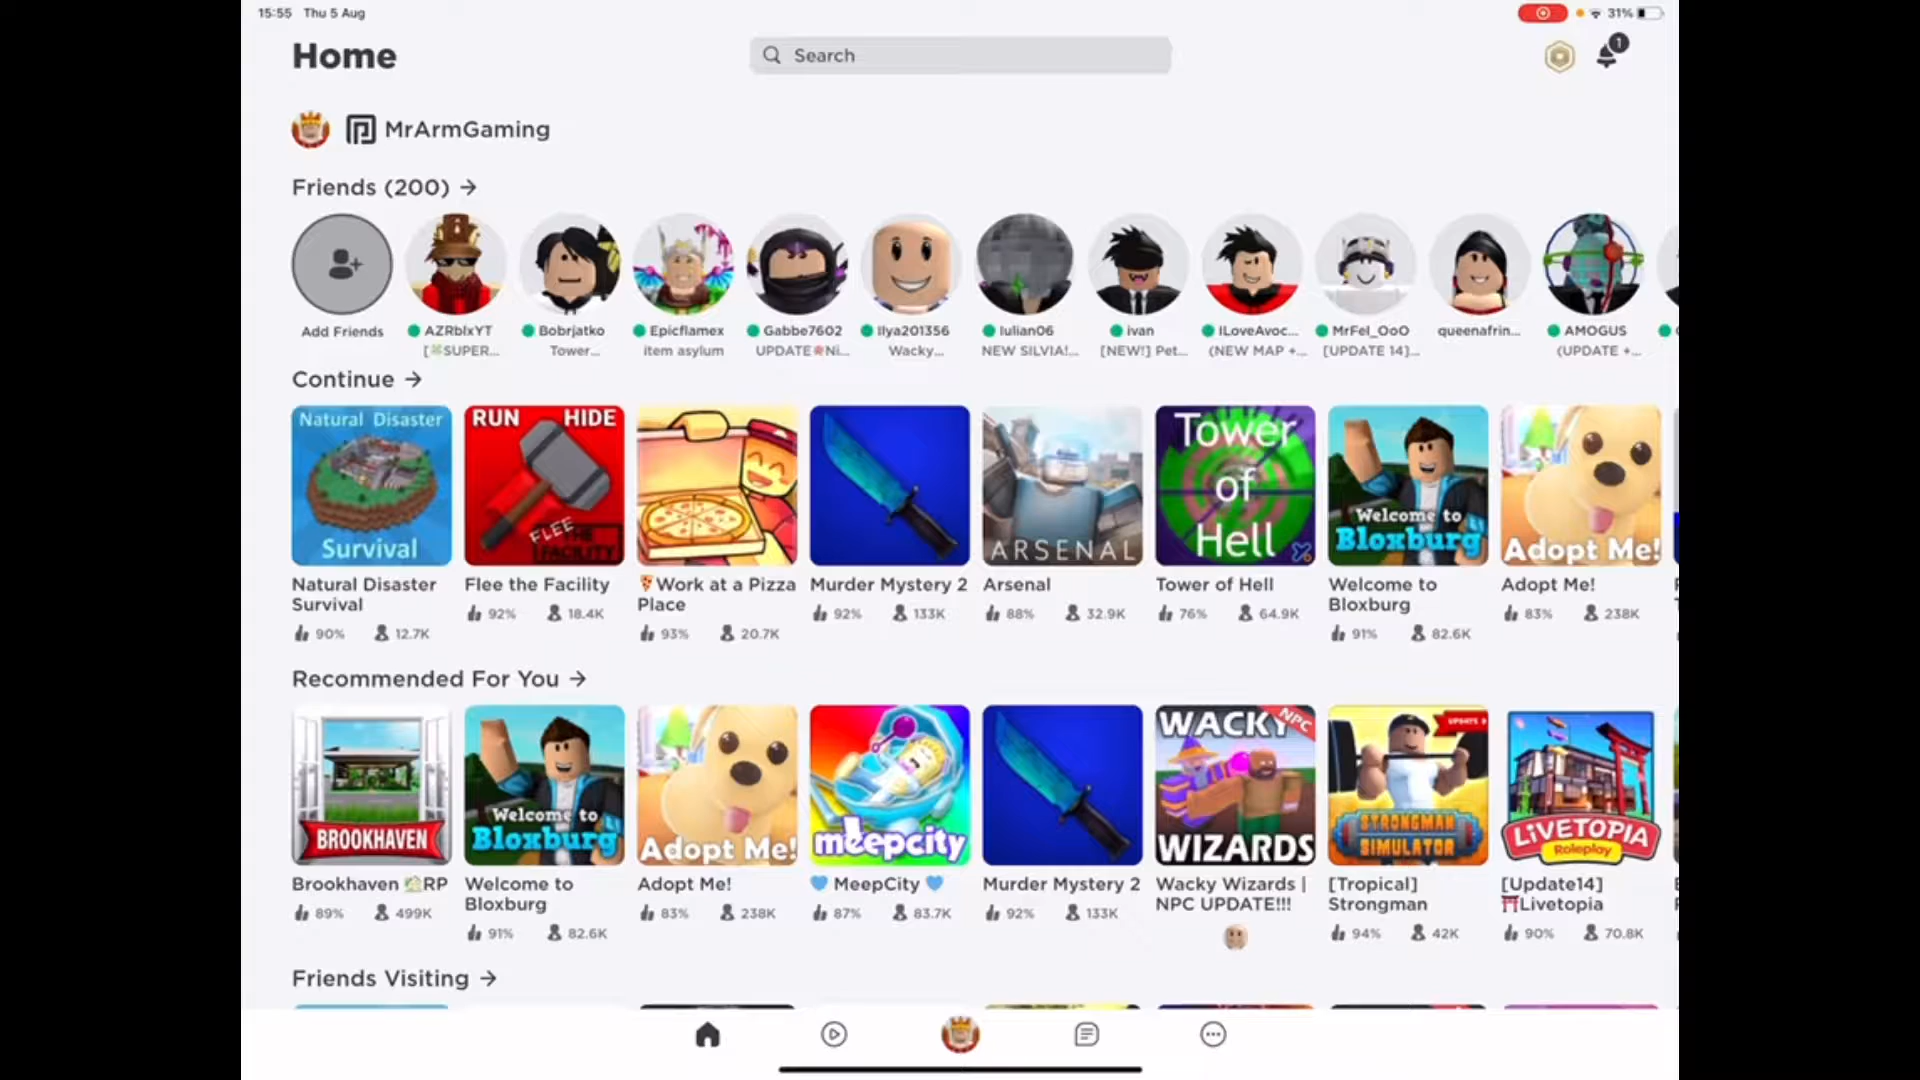 15:55 Thu 5 Aug
31%
Home
Search
1
MrArmGaming
Friends (200) →
Add Friends
AZRblxYT
Bobrjatko
Epicflamex
Gabbe7602
Ilya201356
Iulian06
ivan
ILoveAvoc...
MrFel_OoO
queenafrin...
AMOGUS
[🍀SUPER...
Tower...
item asylum
UPDATE🌸Ni...
Wacky...
NEW SILVIA!...
[NEW!] Pet...
(NEW MAP +...
[UPDATE 14]...
(UPDATE +...
Continue →
Natural Disaster
Survival
RUN HIDE
FLEE THE
FACILITY
ARSENAL
Tower
of
Hell
Welcome to
Bloxburg
Adopt Me!
Natural Disaster
Survival
90% 12.7K
Flee the Facility
92% 18.4K
🍕Work at a Pizza
Place
93% 20.7K
Murder Mystery 2
92% 133K
Arsenal
88% 32.9K
Tower of Hell
76% 64.9K
Welcome to
Bloxburg
91% 82.6K
Adopt Me!
83% 238K
Recommended For You →
BROOKHAVEN
Welcome to
Bloxburg
Adopt Me!
meepcity
WACKY
NPC
WIZARDS
UPDATE
STRONGMAN
SIMULATOR
LIVETOPIA
Roleplay
Brookhaven 🏡RP
89% 499K
Welcome to
Bloxburg
91% 82.6K
Adopt Me!
83% 238K
💙 MeepCity 💙
87% 83.7K
Murder Mystery 2
92% 133K
Wacky Wizards |
NPC UPDATE!!!
[Tropical]
Strongman
94% 42K
[Update14]
⛩️Livetopia
90% 70.8K
Friends Visiting →